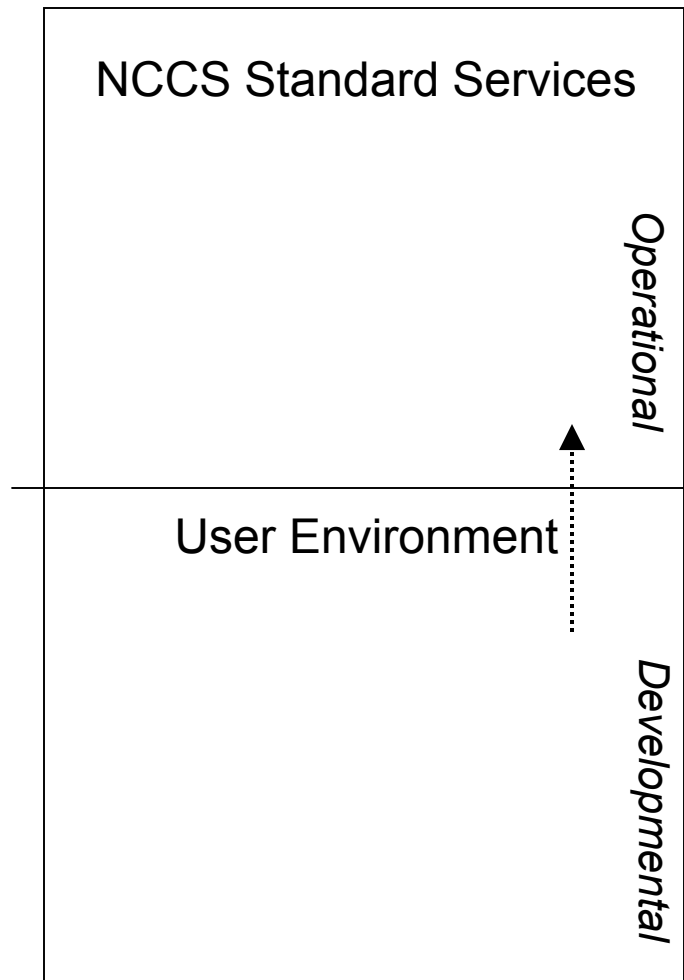 NCCS Standard Services
Operational
User Environment
Developmental